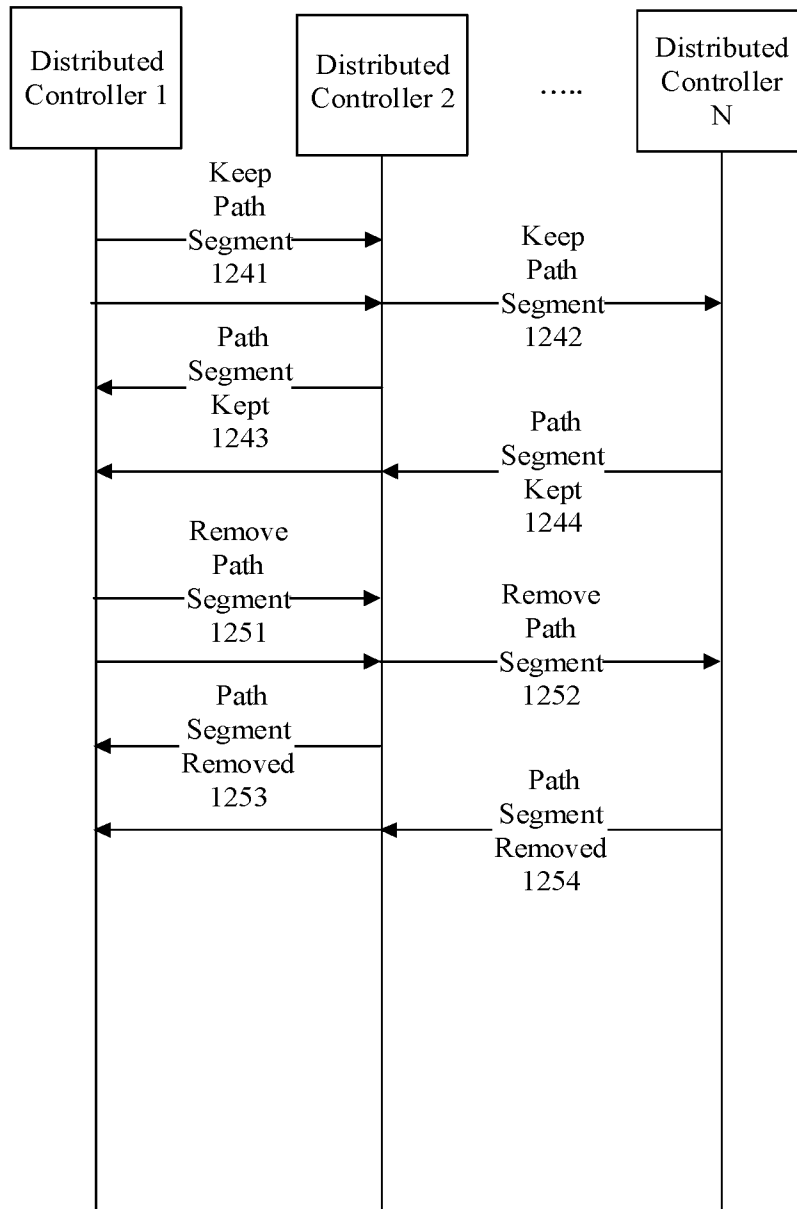 Distributed
Controller 1
Distributed
Controller 2
.....
Distributed
Controller
N
Keep
Path
Segment
1241
Keep
Path
Segment
1242
Path
Segment
Kept
1243
Path
Segment
Kept
1244
Remove
Path
Segment
1251
Remove
Path
Segment
1252
Path
Segment
Removed
1253
Path
Segment
Removed
1254